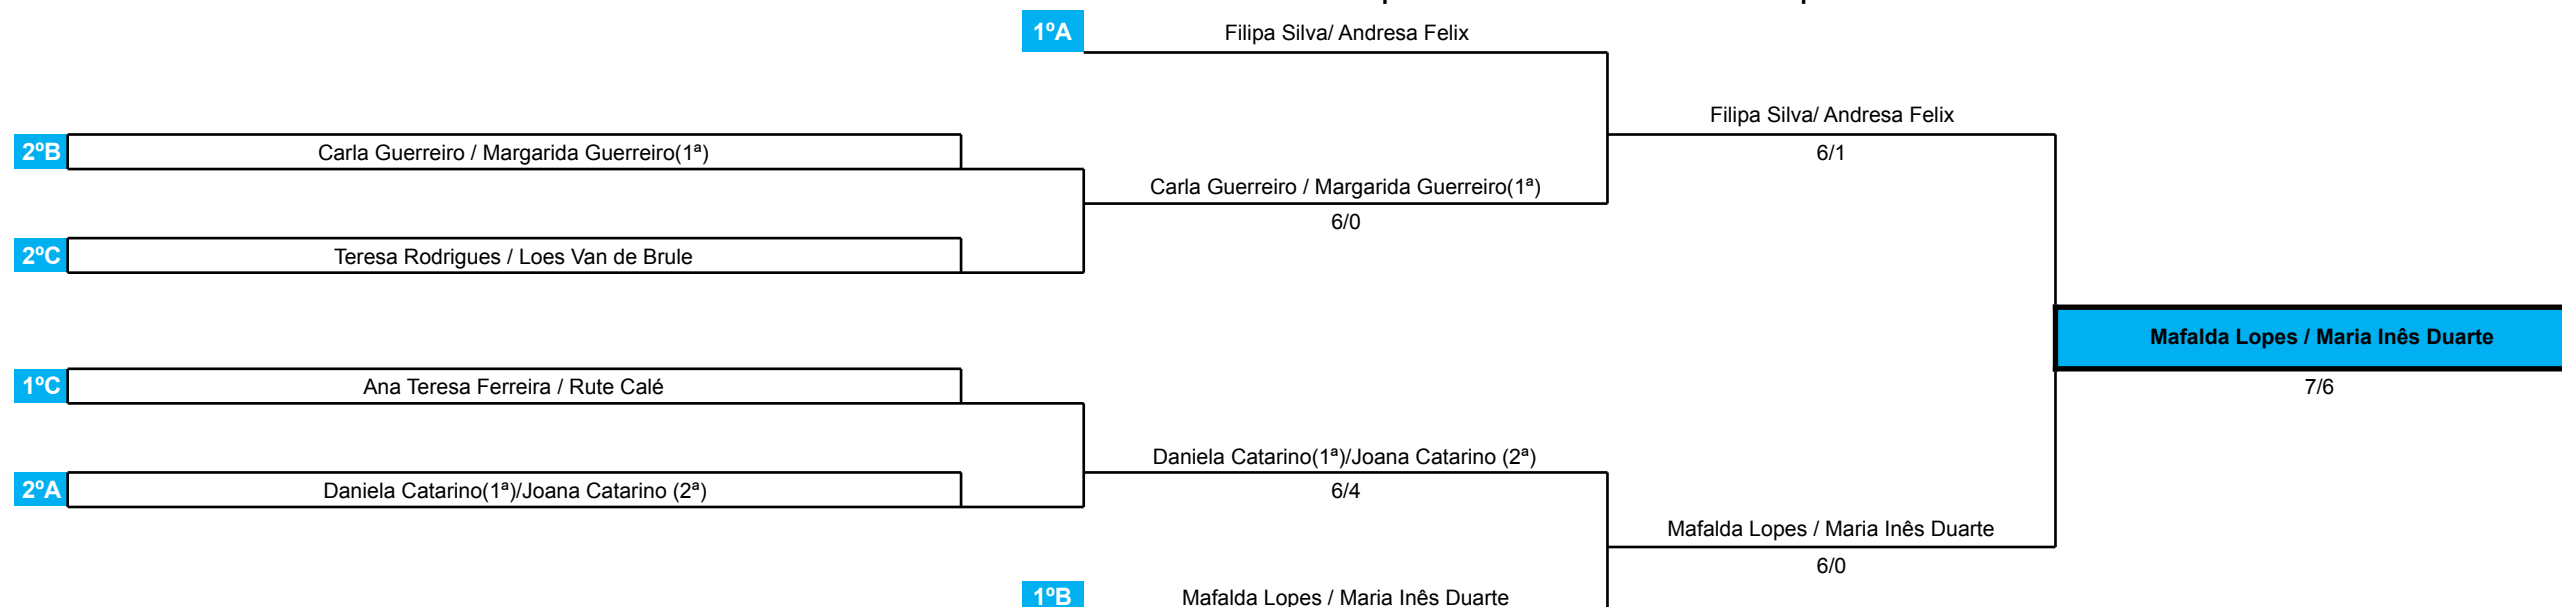 1ºA Filipa Silva/ Andresa Felix
Filipa Silva/ Andresa Felix
2ºB Carla Guerreiro / Margarida Guerreiro(1ª)
6/1
Carla Guerreiro / Margarida Guerreiro(1ª)
6/0
2ºC Teresa Rodrigues / Loes Van de Brule
Mafalda Lopes / Maria Inês Duarte
1ºC Ana Teresa Ferreira / Rute Calé
7/6
Daniela Catarino(1ª)/Joana Catarino (2ª)
2ºA Daniela Catarino(1ª)/Joana Catarino (2ª)
6/4
Mafalda Lopes / Maria Inês Duarte
6/0
1ºB Mafalda Lopes / Maria Inês Duarte